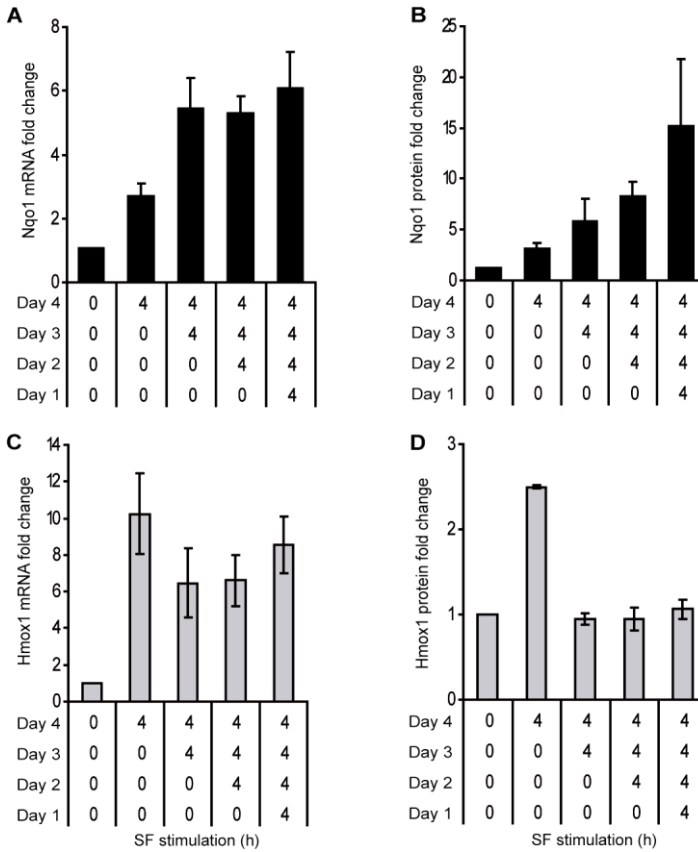 A
Nqo1 mRNA fold change
8
6
4
2
0
Day 4 0 4 4 4 4
Day 3 0 0 4 4 4
Day 2 0 0 0 4 4
Day 1 0 0 0 0 4
B
Nqo1 protein fold change
25
20
15
10
5
0
Day 4 0 4 4 4 4
Day 3 0 0 4 4 4
Day 2 0 0 0 4 4
Day 1 0 0 0 0 4
C
Hmox1 mRNA fold change
14
12
10
8
6
4
2
0
Day 4 0 4 4 4 4
Day 3 0 0 4 4 4
Day 2 0 0 0 4 4
Day 1 0 0 0 0 4
SF stimulation (h)
D
Hmox1 protein fold change
3
2
1
0
Day 4 0 4 4 4 4
Day 3 0 0 4 4 4
Day 2 0 0 0 4 4
Day 1 0 0 0 0 4
SF stimulation (h)